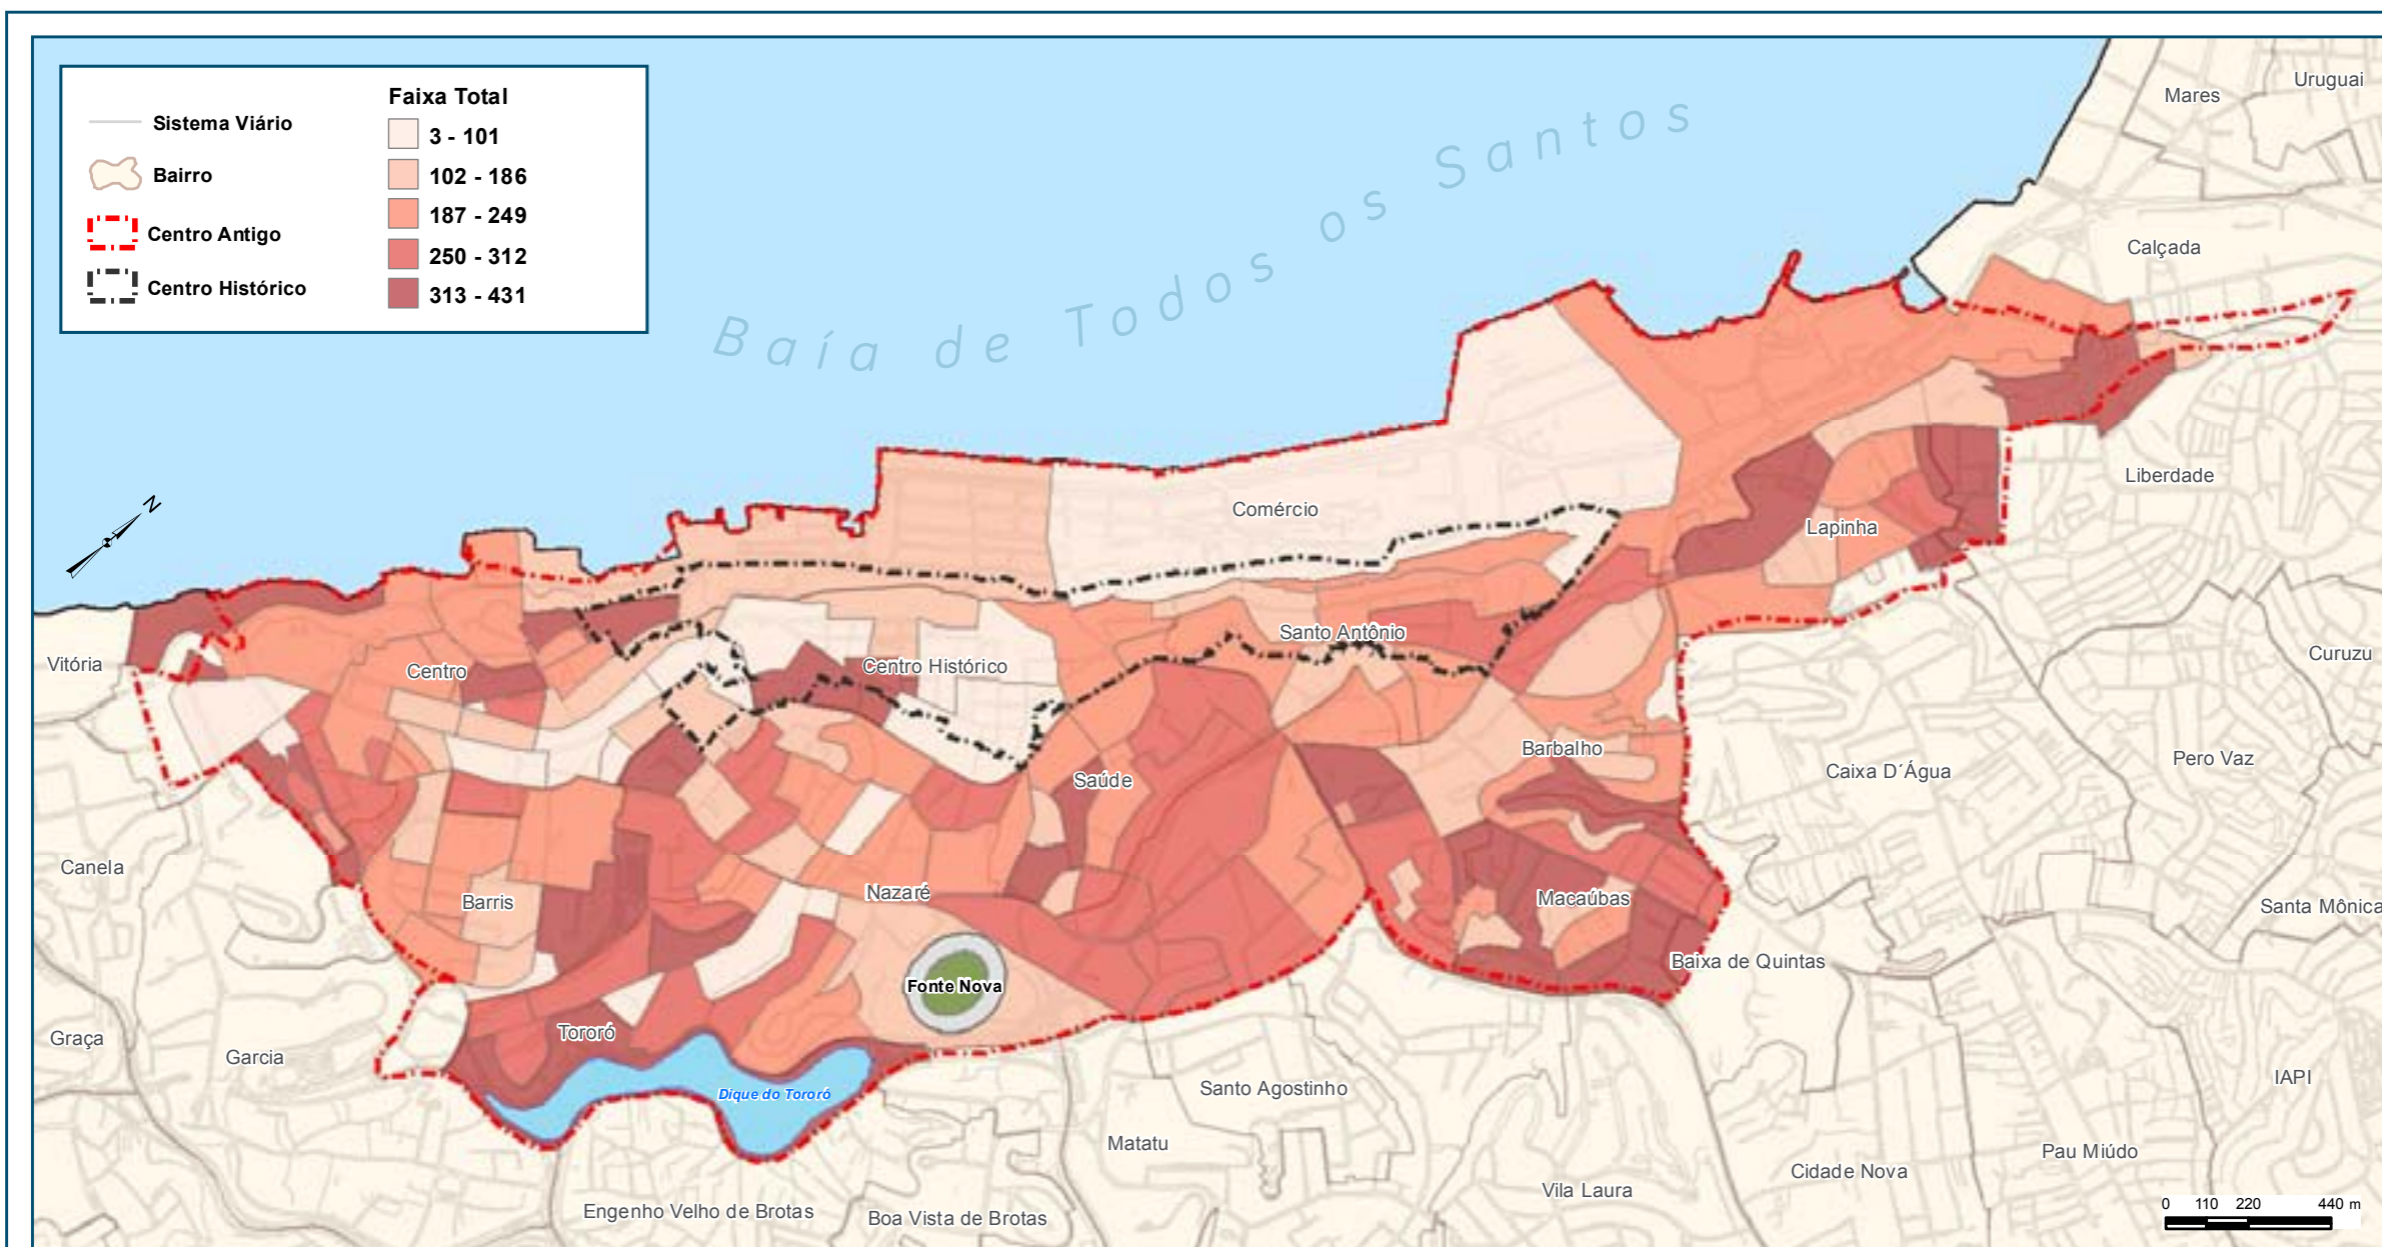 Faixa Total
Sistema Viário
3 - 101
Bairro
102 - 186
187 - 249
Centro Antigo
250 - 312
Centro Histórico
313 - 431
Baía de Todos os Santos
N
Uruguai
Mares
Calçada
Liberdade
Comércio
Lapinha
Santo Antônio
Vitória
Centro
Centro Histórico
Curuzu
Barbalho
Saúde
Caixa D´Água
Pero Vaz
Canela
Barris
Nazaré
Macaúbas
Santa Mônica
Baixa de Quintas
Fonte Nova
Graça
Garcia
Tororó
Dique do Tororó
Santo Agostinho
IAPI
Matatu
Pau Miúdo
Cidade Nova
Vila Laura
Engenho Velho de Brotas
Boa Vista de Brotas
0 110 220 440 m